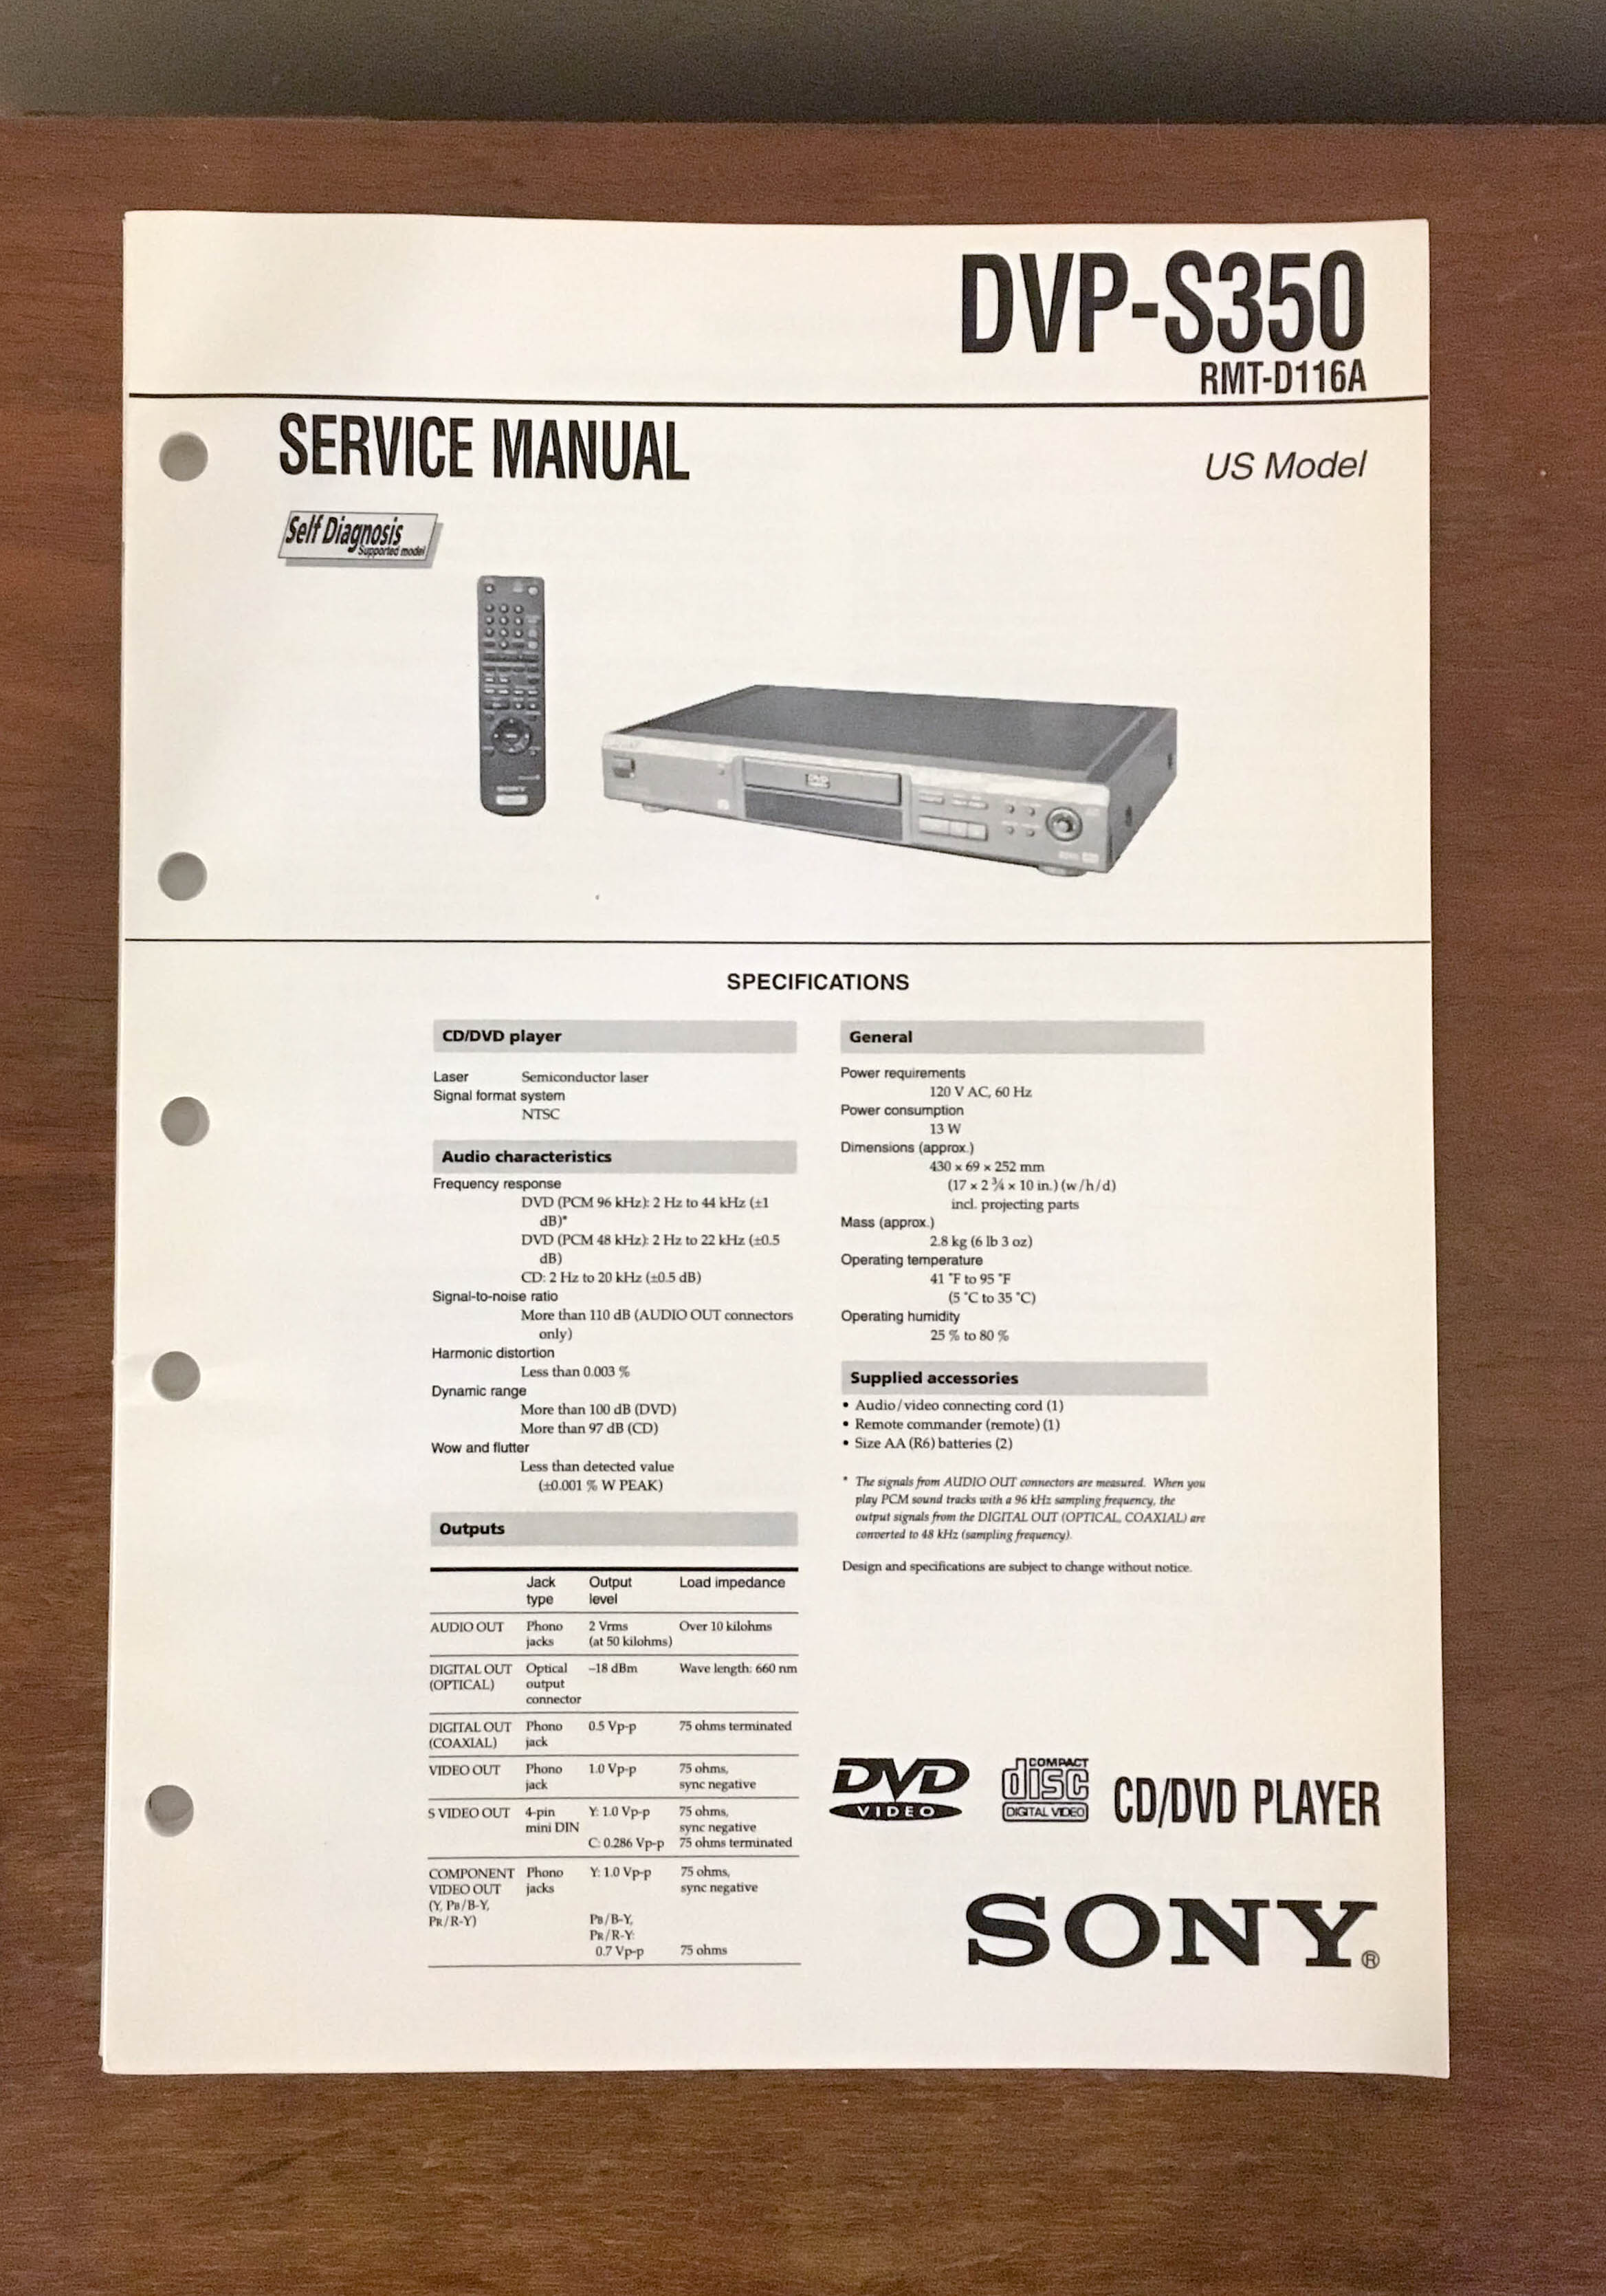 DVP-S350
RMT-D116A
SERVICE MANUAL
US Model
Self Diagnosis
Supported model
SONY
DVD
SPECIFICATIONS
CD/DVD player
Laser Semiconductor laser
Signal format system
NTSC
Audio characteristics
Frequency response
DVD (PCM 96 kHz): 2 Hz to 44 kHz (±1
dB)*
DVD (PCM 48 kHz): 2 Hz to 22 kHz (±0.5
dB)
CD: 2 Hz to 20 kHz (±0.5 dB)
Signal-to-noise ratio
More than 110 dB (AUDIO OUT connectors
only)
Harmonic distortion
Less than 0.003 %
Dynamic range
More than 100 dB (DVD)
More than 97 dB (CD)
Wow and flutter
Less than detected value
(±0.001 % W PEAK)
Outputs
Jack Output Load impedance
type level
AUDIO OUT Phono 2 Vrms Over 10 kilohms
jacks (at 50 kilohms)
DIGITAL OUT Optical –18 dBm Wave length: 660 nm
(OPTICAL) output
connector
DIGITAL OUT Phono 0.5 Vp-p 75 ohms terminated
(COAXIAL) jack
VIDEO OUT Phono 1.0 Vp-p 75 ohms,
jack sync negative
S VIDEO OUT 4-pin Y: 1.0 Vp-p 75 ohms,
mini DIN sync negative
C: 0.286 Vp-p 75 ohms terminated
COMPONENT Phono Y: 1.0 Vp-p 75 ohms,
VIDEO OUT jacks sync negative
(Y, PB/B-Y,
PR/R-Y) PB/B-Y,
PR/R-Y:
0.7 Vp-p 75 ohms
General
Power requirements
120 V AC, 60 Hz
Power consumption
13 W
Dimensions (approx.)
430 × 69 × 252 mm
(17 × 2 3⁄4 × 10 in.) (w/h/d)
incl. projecting parts
Mass (approx.)
2.8 kg (6 lb 3 oz)
Operating temperature
41 °F to 95 °F
(5 °C to 35 °C)
Operating humidity
25 % to 80 %
Supplied accessories
• Audio/video connecting cord (1)
• Remote commander (remote) (1)
• Size AA (R6) batteries (2)
* The signals from AUDIO OUT connectors are measured. When you
play PCM sound tracks with a 96 kHz sampling frequency, the
output signals from the DIGITAL OUT (OPTICAL, COAXIAL) are
converted to 48 kHz (sampling frequency).
Design and specifications are subject to change without notice.
DVD
VIDEO
COMPACT
disc
DIGITAL VIDEO
CD/DVD PLAYER
SONY®